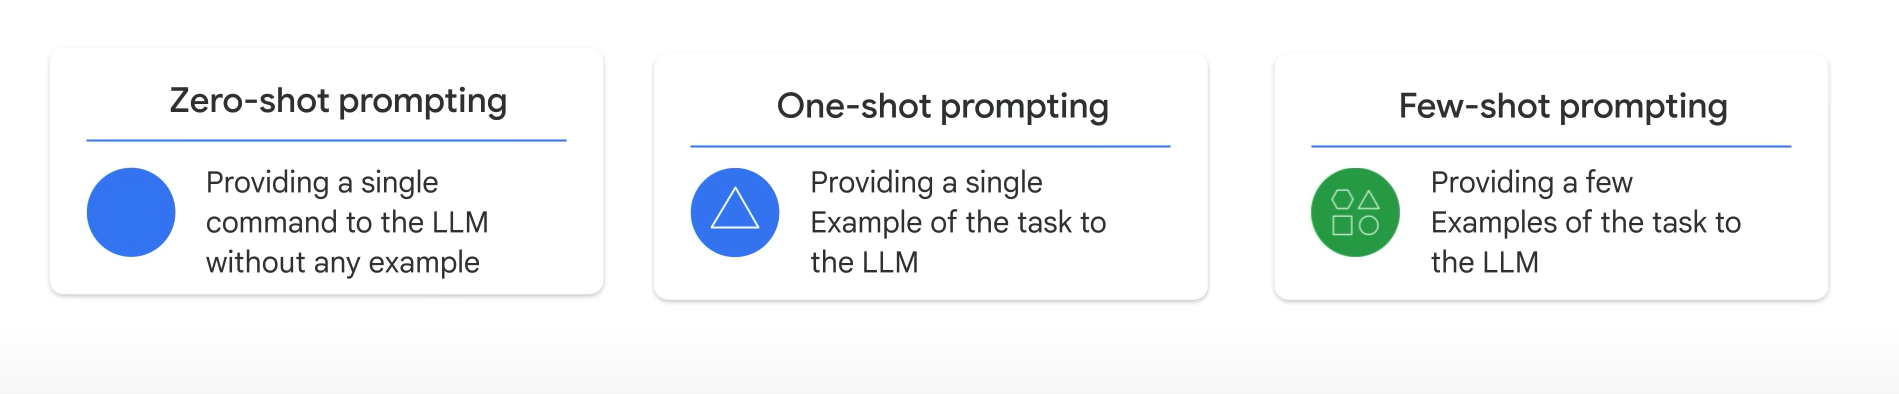 Zero-shot prompting
Providing a single
command to the LLM
without any example
One-shot prompting
Providing a single
Example of the task to
the LLM
Few-shot prompting
Providing a few
Examples of the task to
the LLM